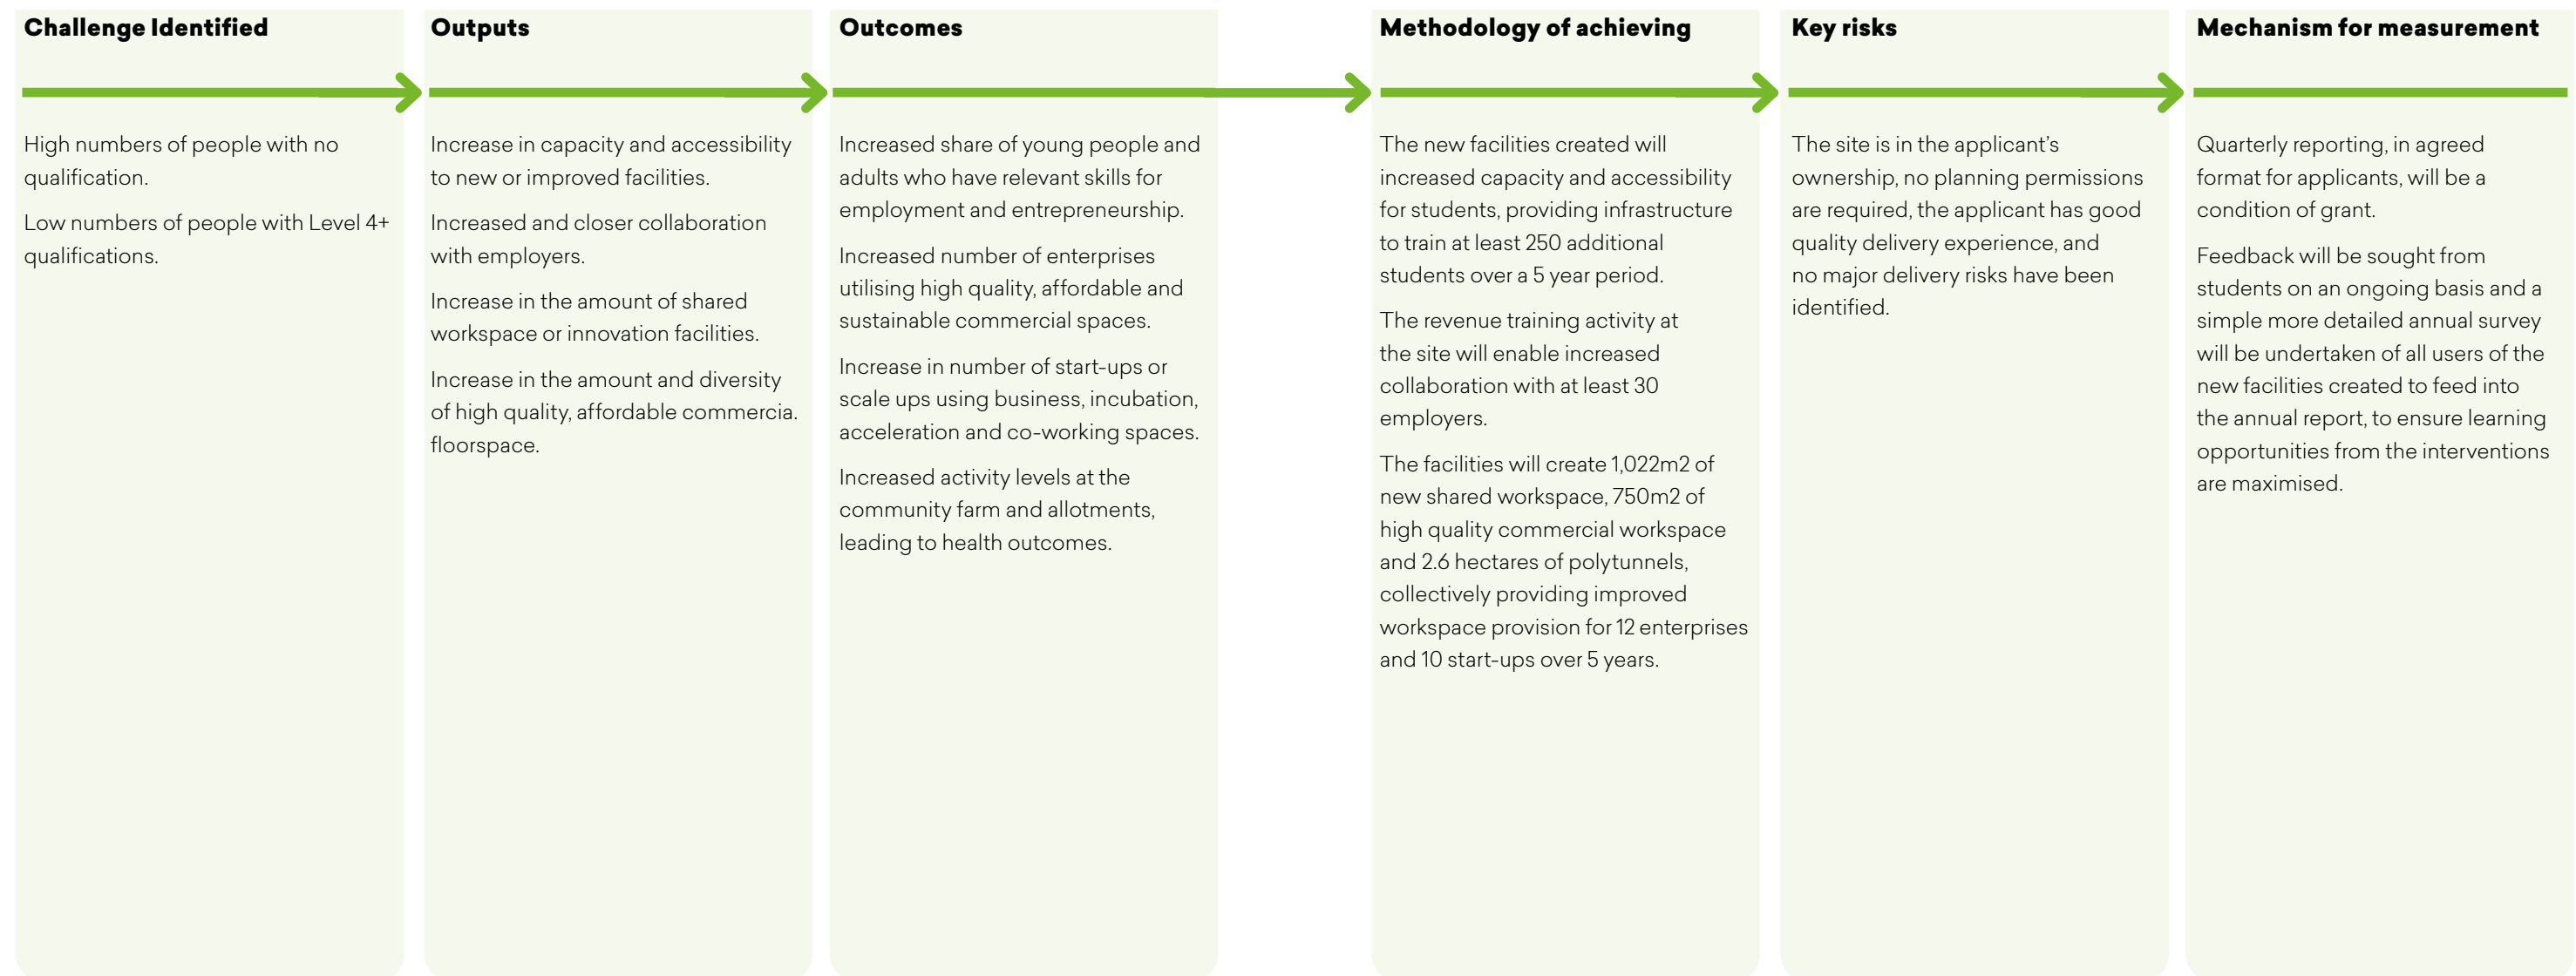 Challenge Identified
High numbers of people with no
qualification.
Low numbers of people with Level 4+
qualifications.
Outputs
Increase in capacity and accessibility
to new or improved facilities.
Increased and closer collaboration
with employers.
Increase in the amount of shared
workspace or innovation facilities.
Increase in the amount and diversity
of high quality, affordable commercia.
floorspace.
Outcomes
Increased share of young people and
adults who have relevant skills for
employment and entrepreneurship.
Increased number of enterprises
utilising high quality, affordable and
sustainable commercial spaces.
Increase in number of start-ups or
scale ups using business, incubation,
acceleration and co-working spaces.
Increased activity levels at the
community farm and allotments,
leading to health outcomes.
Methodology of achieving
The new facilities created will
increased capacity and accessibility
for students, providing infrastructure
to train at least 250 additional
students over a 5 year period.
The revenue training activity at
the site will enable increased
collaboration with at least 30
employers.
The facilities will create 1,022m2 of
new shared workspace, 750m2 of
high quality commercial workspace
and 2.6 hectares of polytunnels,
collectively providing improved
workspace provision for 12 enterprises
and 10 start-ups over 5 years.
Key risks
The site is in the applicant's
ownership, no planning permissions
are required, the applicant has good
quality delivery experience, and
no major delivery risks have been
identified.
Mechanism for measurement
Quarterly reporting, in agreed
format for applicants, will be a
condition of grant.
Feedback will be sought from
students on an ongoing basis and a
simple more detailed annual survey
will be undertaken of all users of the
new facilities created to feed into
the annual report, to ensure learning
opportunities from the interventions
are maximised.